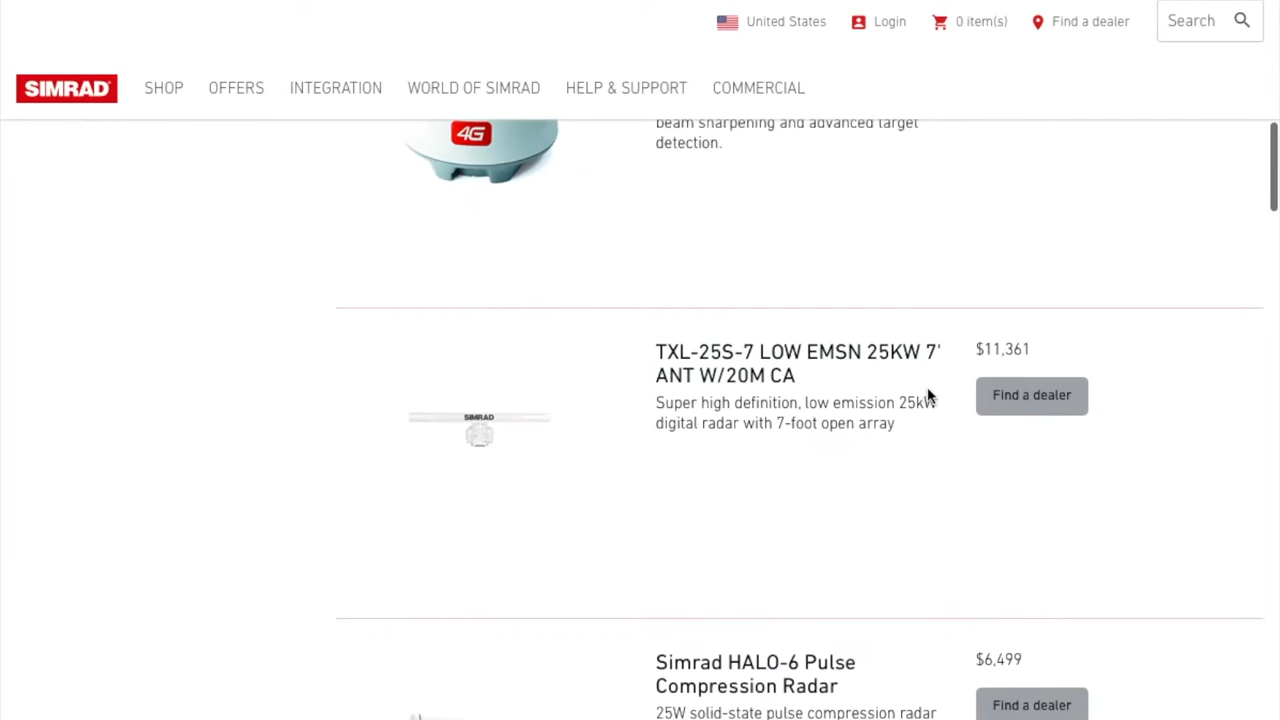 United States
Login
0 item(s)
Find a dealer
Search
SIMRAD
SHOP
OFFERS
INTEGRATION
WORLD OF SIMRAD
HELP & SUPPORT
COMMERCIAL
4G
beam sharpening and advanced target
detection.
SIMRAD
TXL-25S-7 LOW EMSN 25KW 7'
ANT W/20M CA
Super high definition, low emission 25kW
digital radar with 7-foot open array
$11,361
Find a dealer
Simrad HALO-6 Pulse
Compression Radar
25W solid-state pulse compression radar
$6,499
Find a dealer